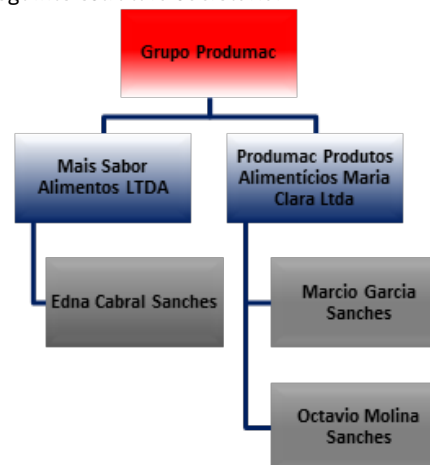 Grupo Produmac
Mais Sabor
Alimentos LTDA
Produmac Produtos
Alimentícios Maria
Clara Ltda
Edna Cabral Sanches
Marcio Garcia
Sanches
Octavio Molina
Sanches